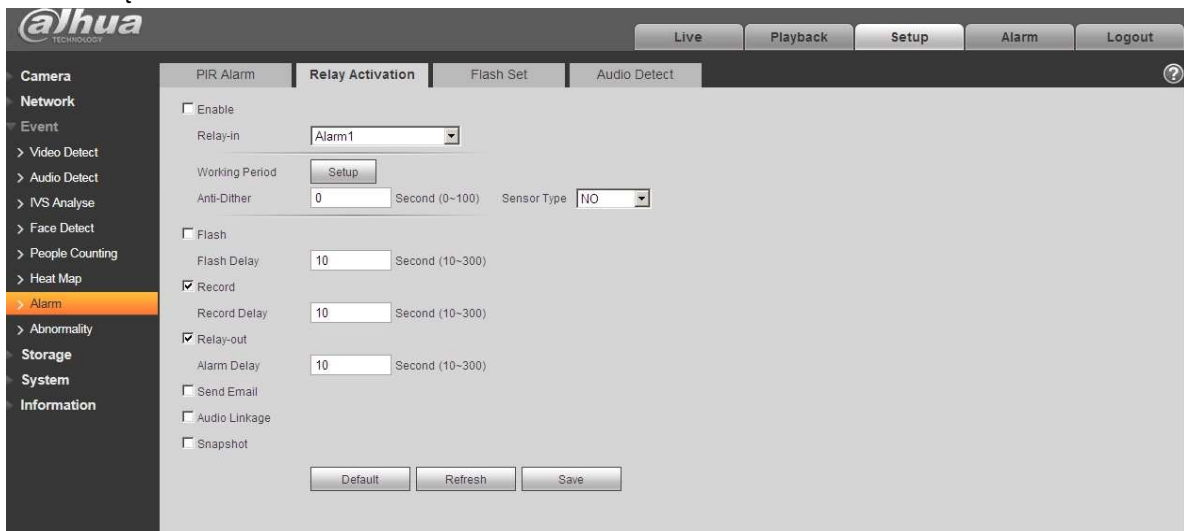 alhua
TECHNOLOGY
Live Playback Setup Alarm Logout
Camera
Network
Event
> Video Detect
> Audio Detect
> IVS Analyse
> Face Detect
> People Counting
> Heat Map
> Alarm
> Abnormality
Storage
System
Information
PIR Alarm Relay Activation Flash Set Audio Detect ?
Enable
Relay-in Alarm1
Working Period Setup
Anti-Dither 0 Second (0~100) Sensor Type NO
Flash
Flash Delay 10 Second (10~300)
Record
Record Delay 10 Second (10~300)
Relay-out
Alarm Delay 10 Second (10~300)
Send Email
Audio Linkage
Snapshot
Default Refresh Save